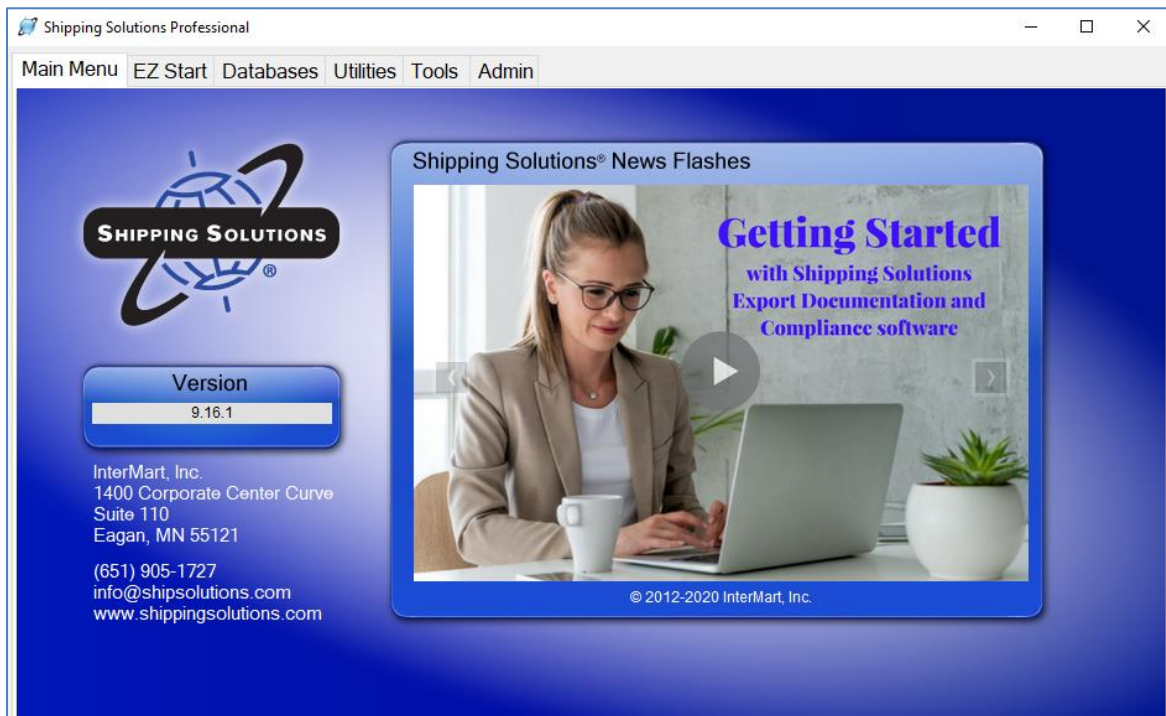 Shipping Solutions Professional
Main Menu EZ Start Databases Utilities Tools Admin
SHIPPING SOLUTIONS
®
Version
9.16.1
InterMart, Inc.
1400 Corporate Center Curve
Suite 110
Eagan, MN 55121
(651) 905-1727
info@shipsolutions.com
www.shippingsolutions.com
Shipping Solutions® News Flashes
Getting Started
with Shipping Solutions
Export Documentation and
Compliance software
© 2012-2020 InterMart, Inc.